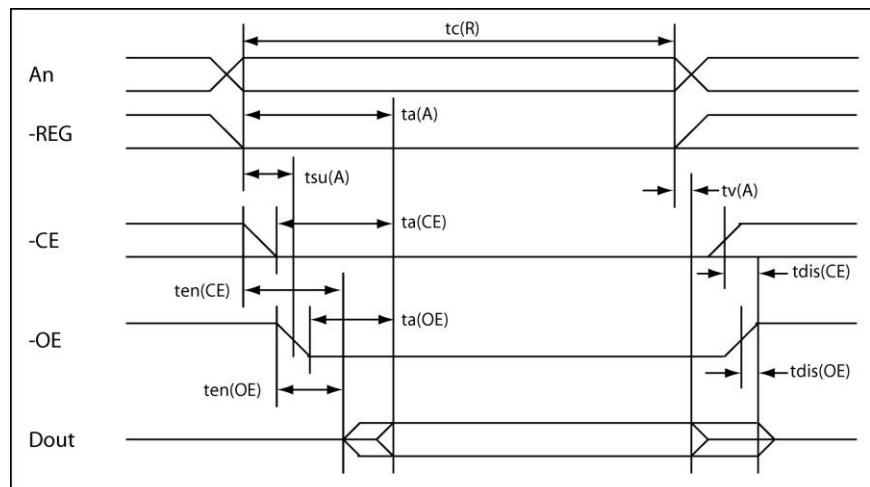 tc(R)
An
ta(A)
-REG
tsu(A)
tv(A)
-CE
ta(CE)
tdis(CE)
ten(CE)
ta(OE)
-OE
tdis(OE)
ten(OE)
Dout